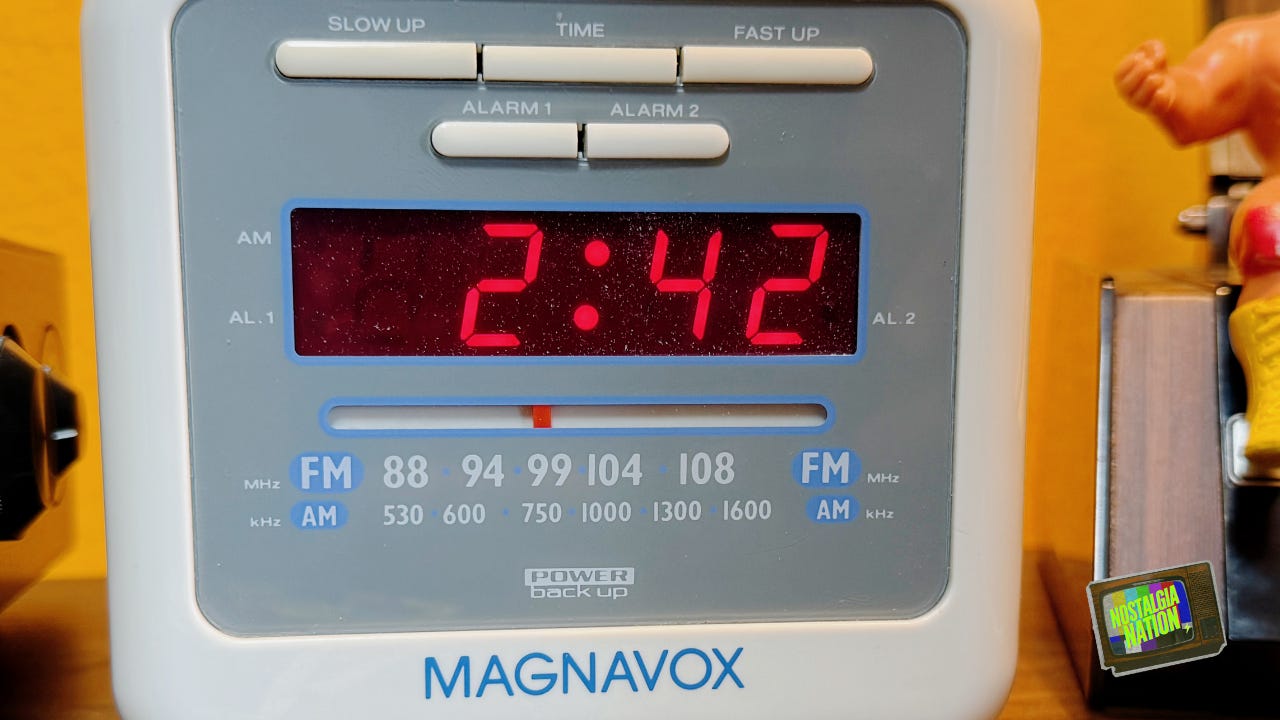 SLOW UP TIME FAST UP
ALARM 1 ALARM 2
AM
2:42
AL.1 AL.2
MHz FM 88 · 94 · 99 · 104 · 108 FM MHz
kHz AM 530 · 600 · 750 · 1000 · 1300 · 1600 AM kHz
POWER
back up
MAGNAVOX
NOSTALGIA
NATION